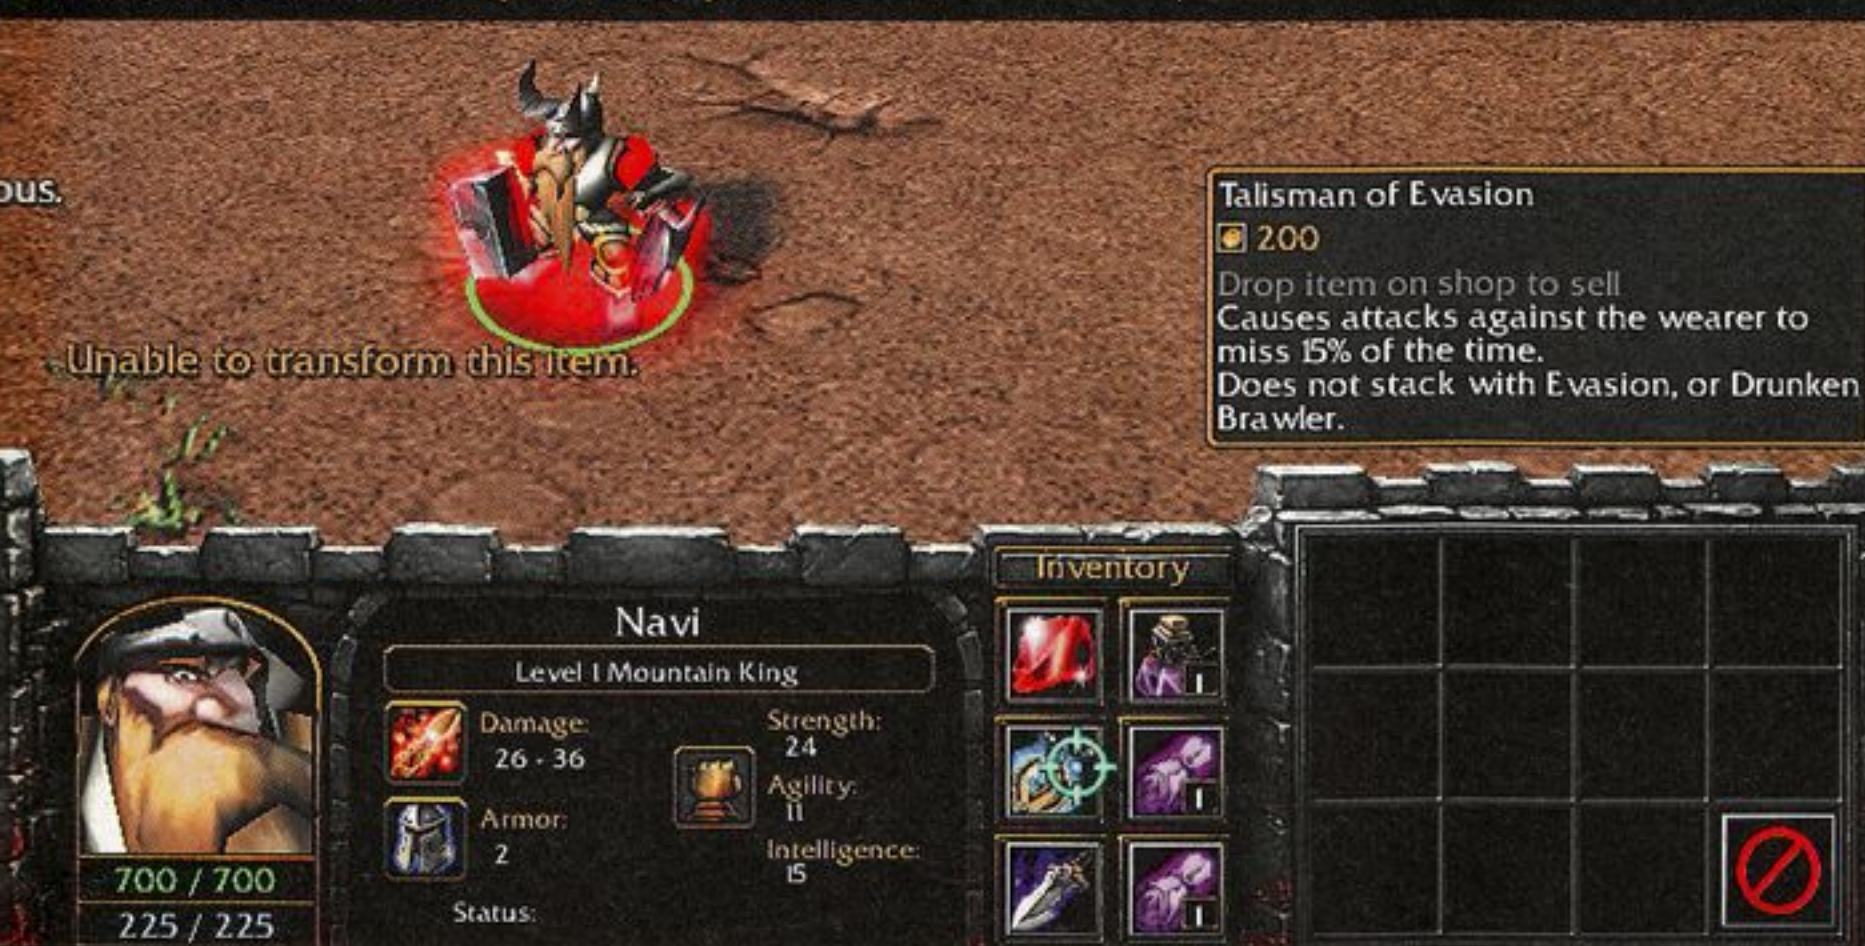 ous.
Unable to transform this item.
Talisman of Evasion
200
Drop item on shop to sell
Causes attacks against the wearer to
miss 15% of the time.
Does not stack with Evasion, or Drunken
Brawler.
Navi
Level 1 Mountain King
Damage:
26 - 36
Armor:
2
Strength:
24
Agility:
11
Intelligence:
15
Status:
700 / 700
225 / 225
Inventory
1
1
1